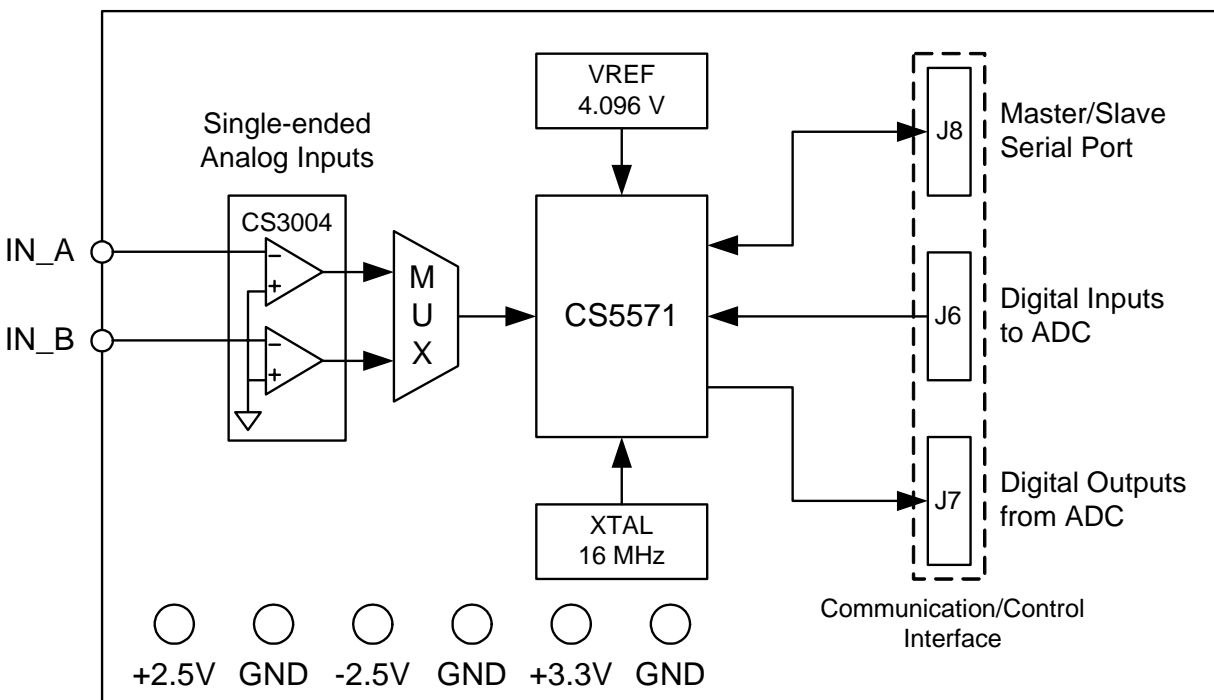 VREF
4.096 V
Single-ended
Analog Inputs
J8
Master/Slave
Serial Port
CS3004
IN_A
−
+
M
U
X
CS5571
J6
Digital Inputs
to ADC
IN_B
−
+
J7
Digital Outputs
from ADC
XTAL
16 MHz
Communication/Control
Interface
+2.5V GND -2.5V GND +3.3V GND